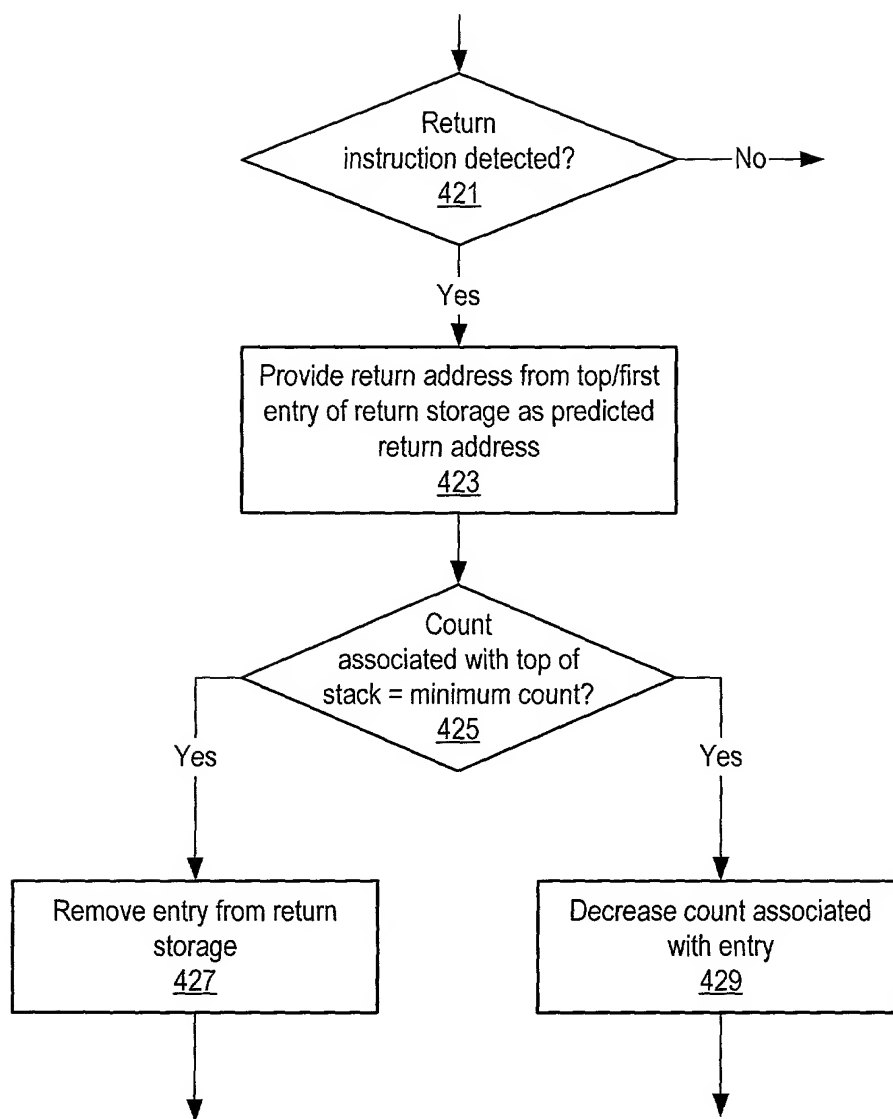 Return
instruction detected?
421
No
Yes
Provide return address from top/first
entry of return storage as predicted
return address
423
Count
associated with top of
stack = minimum count?
425
Yes
Yes
Remove entry from return
storage
427
Decrease count associated
with entry
429